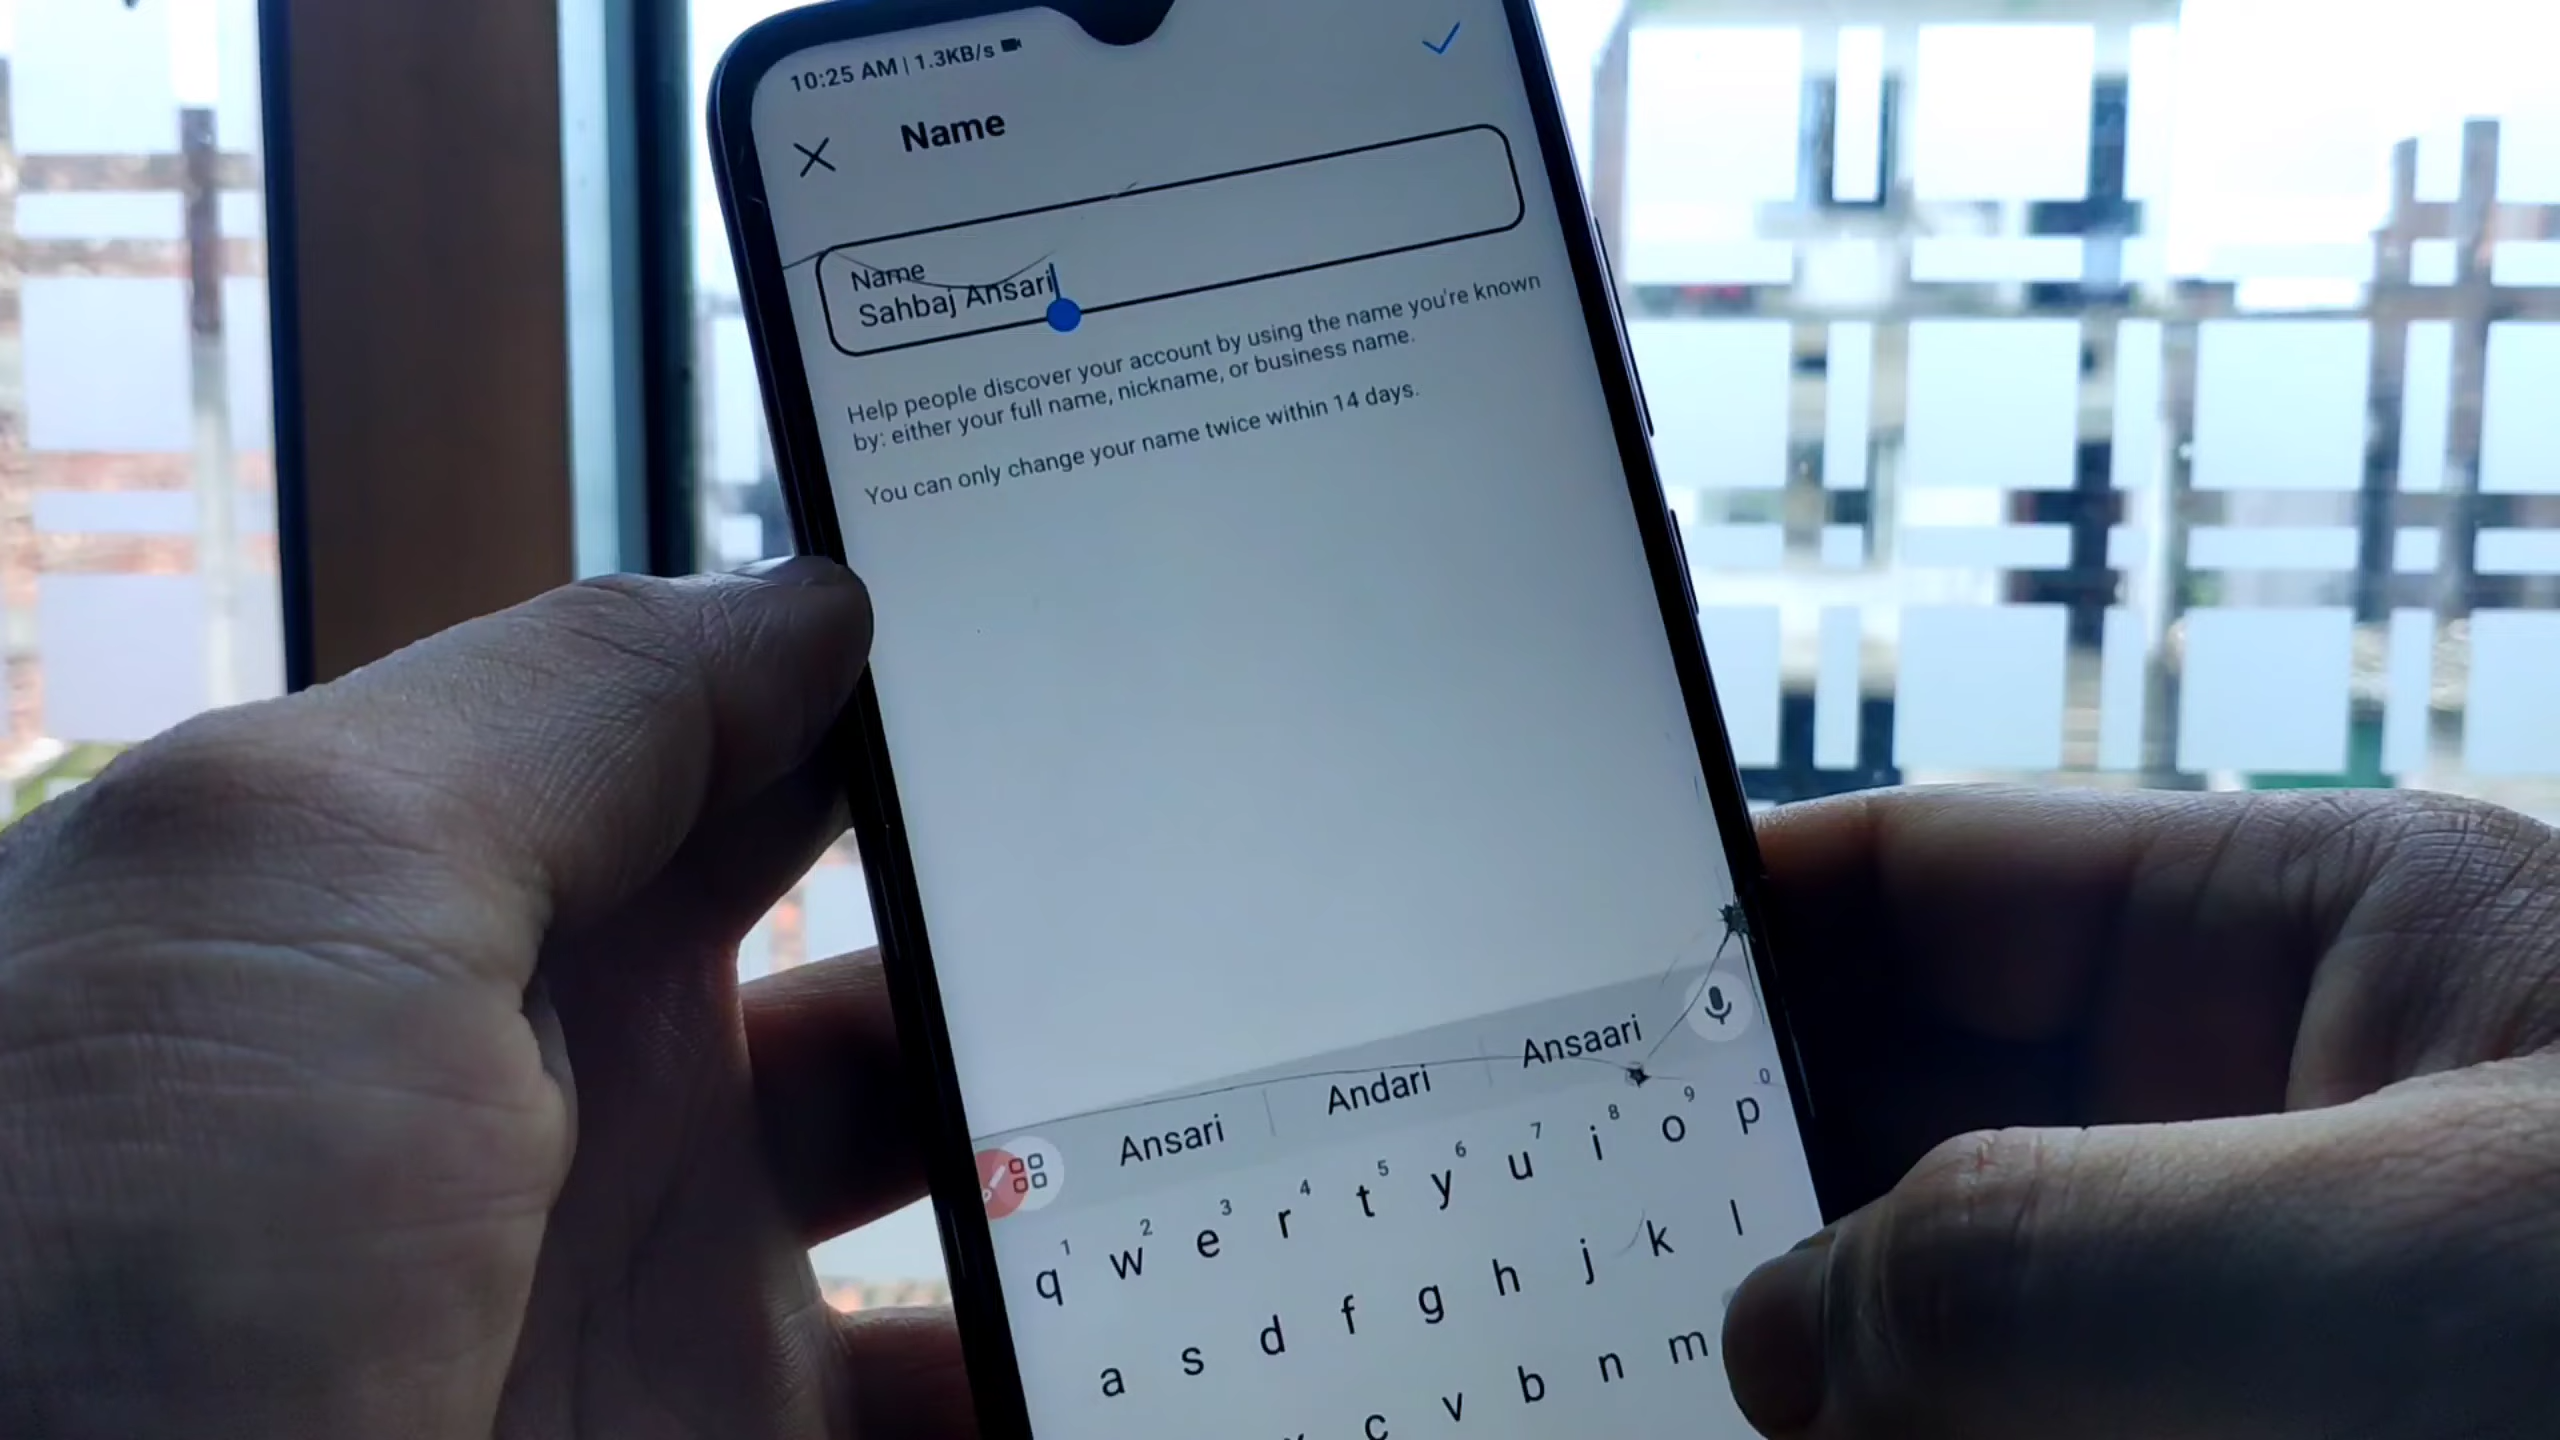 10:25 AM | 1.3KB/s
Name
Name
Sahbaj Ansari
Help people discover your account by using the name you're known
by: either your full name, nickname, or business name.
You can only change your name twice within 14 days.
Ansari Andari Ansaari
1 2 3 4 5 6 7 8 9 0
q w e r t y u i o p
a s d f g h j k l
c v b n m